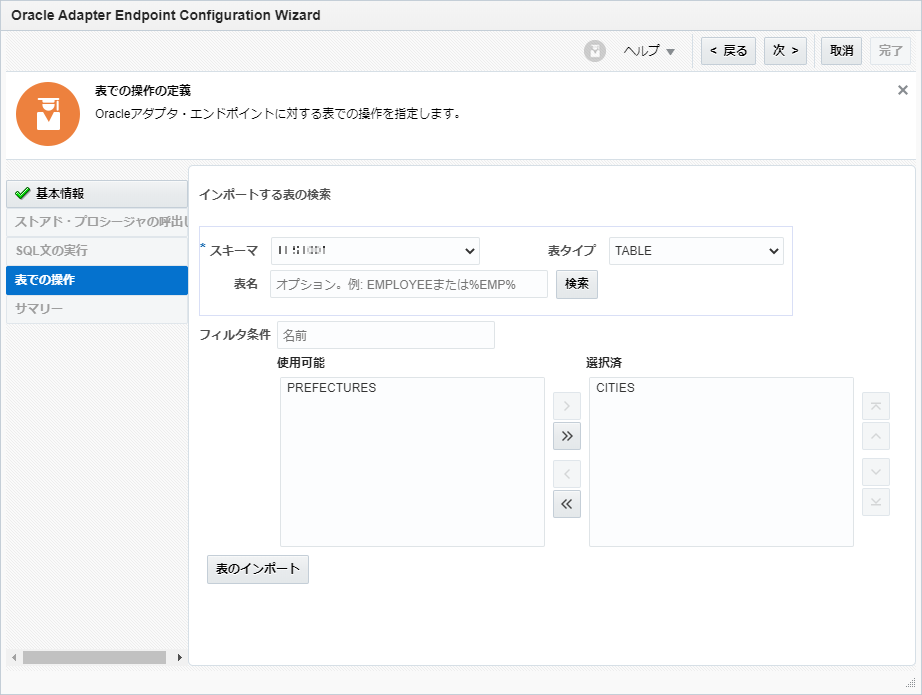 Oracle Adapter Endpoint Configuration Wizard
ヘルプ
< 戻る
次 >
取消
完了
表での操作の定義
Oracleアダプタ・エンドポイントに対する表での操作を指定します。
基本情報
ストアド・プロシージャの呼出し
SQL文の実行
表での操作
サマリー
インポートする表の検索
* スキーマ
表タイプ TABLE
表名 オプション。例: EMPLOYEEまたは%EMP% 検索
フィルタ条件 名前
使用可能 選択済
PREFECTURES CITIES
表のインポート